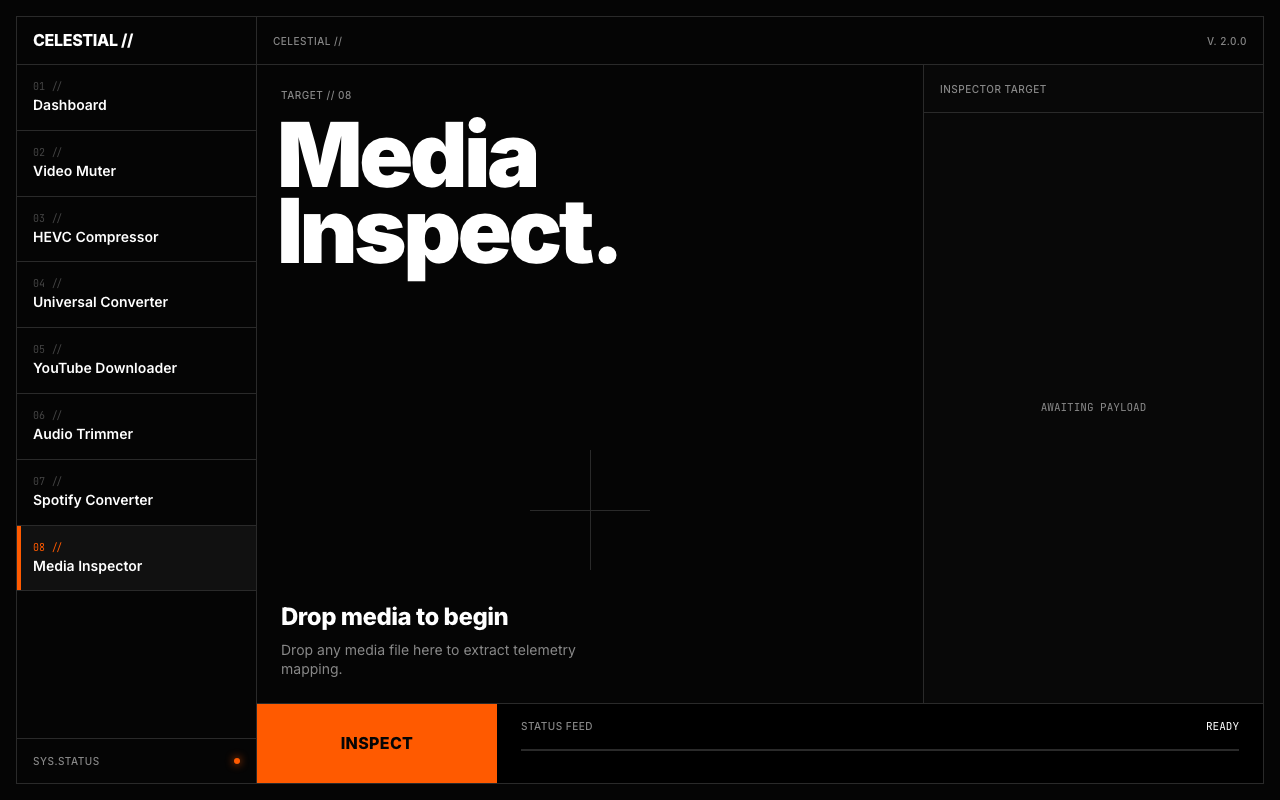 CELESTIAL //
01 //
Dashboard
02 //
Video Muter
03 //
HEVC Compressor
04 //
Universal Converter
05 //
YouTube Downloader
06 //
Audio Trimmer
07 //
Spotify Converter
08 //
Media Inspector
SYS.STATUS
CELESTIAL //
V. 2.0.0
TARGET // 08
Media
Inspect.
Drop media to begin
Drop any media file here to extract telemetry
mapping.
INSPECTOR TARGET
AWAITING PAYLOAD
INSPECT
STATUS FEED
READY